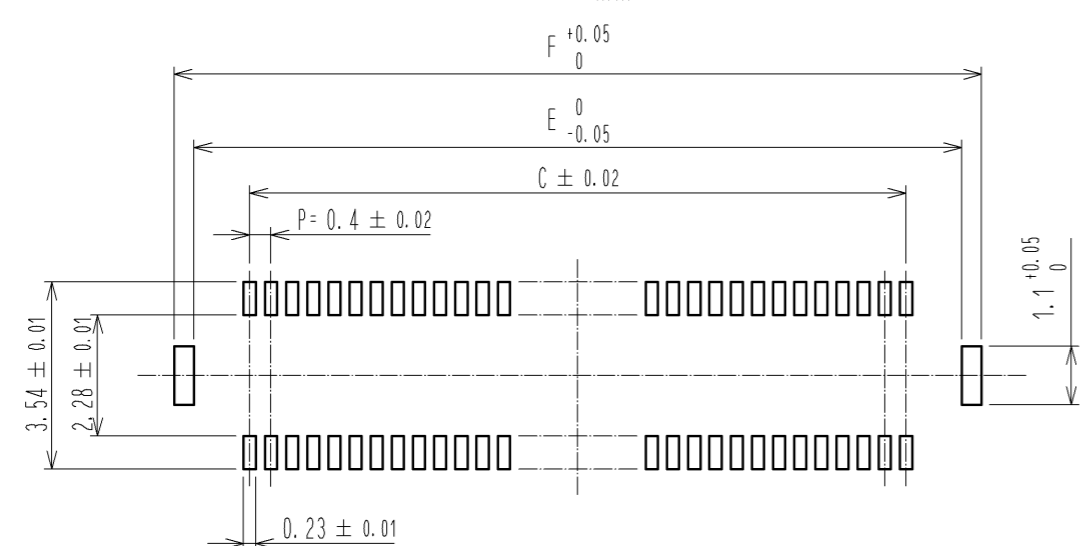 F +0.05 0
E 0 -0.05
C ± 0.02
P= 0.4 ± 0.02
1.1 +0.05 0
3.54 ± 0.01
2.28 ± 0.01
0.23 ± 0.01